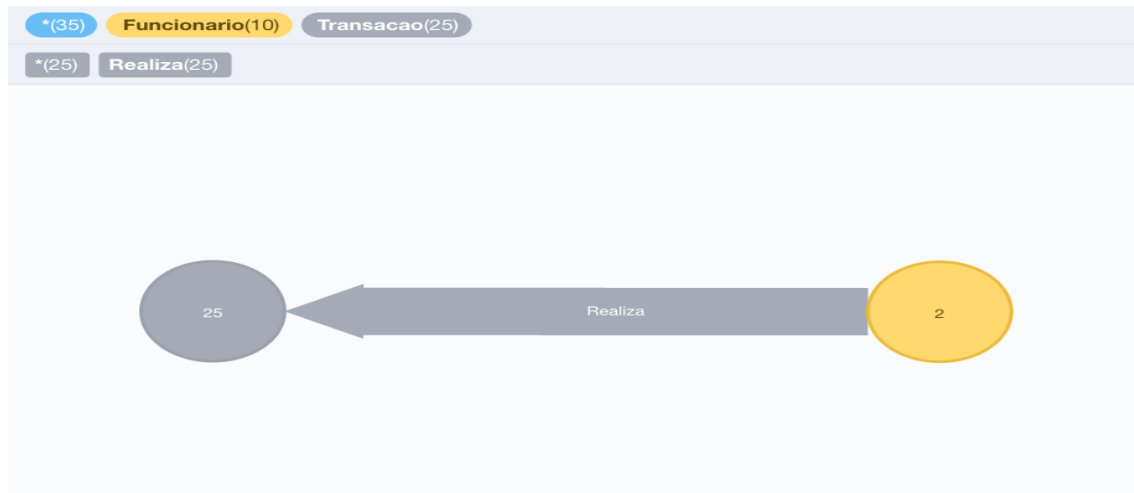 *(35) Funcionario(10) Transacao(25)
*(25) Realiza(25)
25 Realiza 2